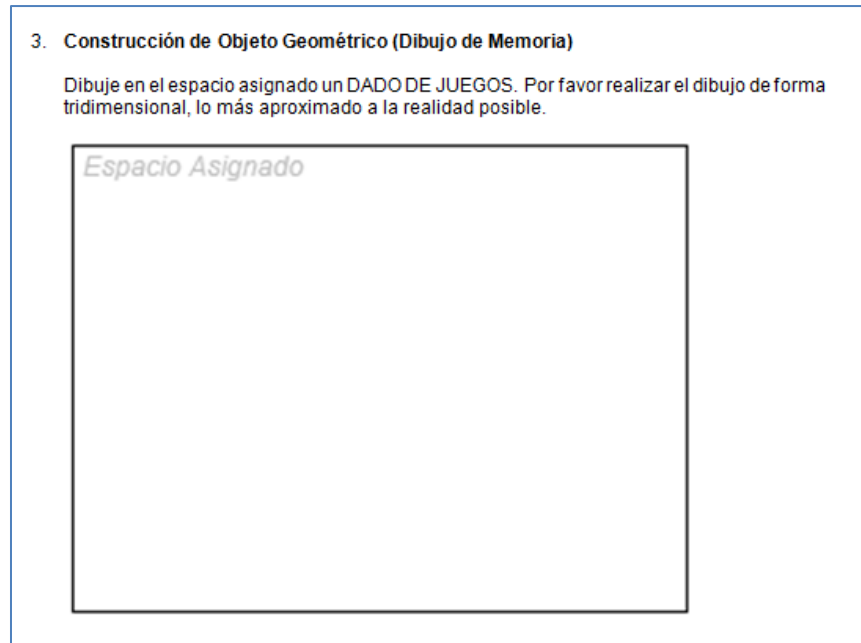 3. Construcción de Objeto Geométrico (Dibujo de Memoria)
Dibuje en el espacio asignado un DADO DE JUEGOS. Por favor realizar el dibujo de forma
tridimensional, lo más aproximado a la realidad posible.
Espacio Asignado